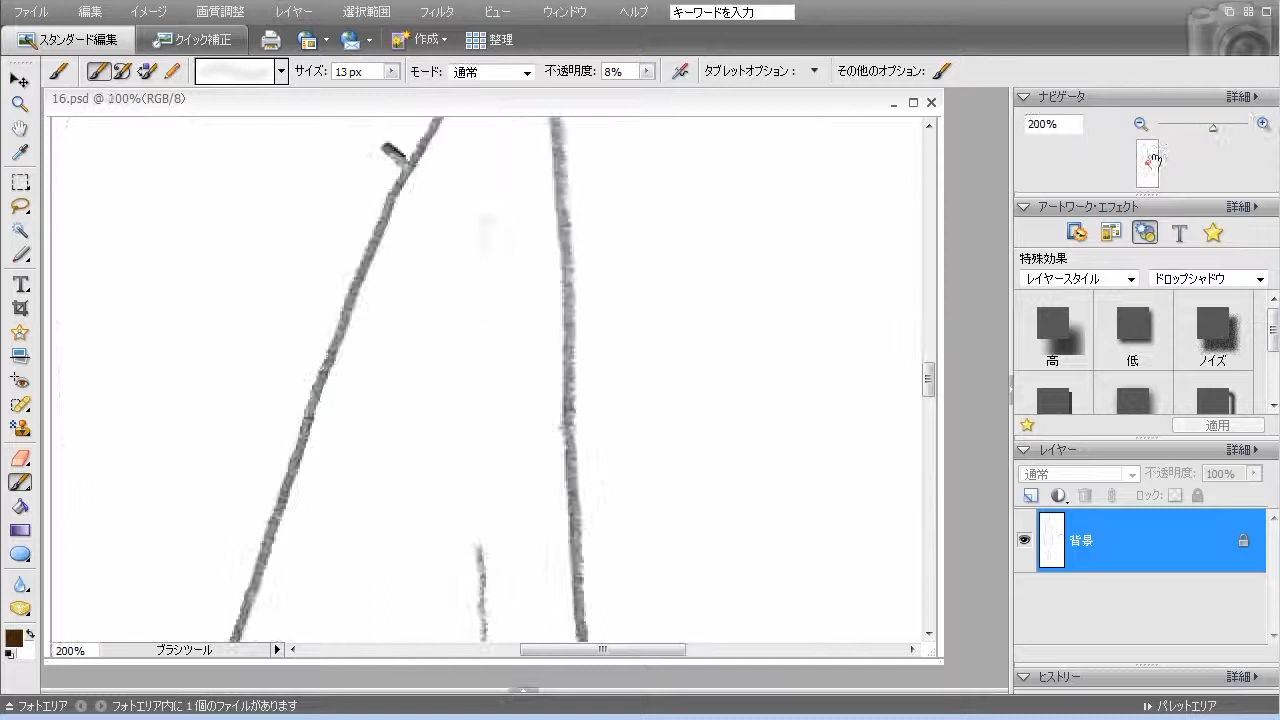 ファイル 編集 イメージ 画質調整 レイヤー 選択範囲 フィルタ ビュー ウィンドウ ヘルプ キーワードを入力
スタンダード編集 クイック補正 作成 整理
サイズ: 13 px モード: 通常 不透明度: 8% タブレットオプション: その他のオプション:
16.psd @ 100%(RGB/8)
ナビゲータ 詳細
200%
アートワーク・エフェクト 詳細
特殊効果
レイヤースタイル ドロップシャドウ
高 低 ノイズ
適用
レイヤー 詳細
通常 不透明度: 100%
ロック:
背景
200% ブラシツール
ヒストリー 詳細
フォトエリア フォトエリア内に 1 個のファイルがあります パレットエリア